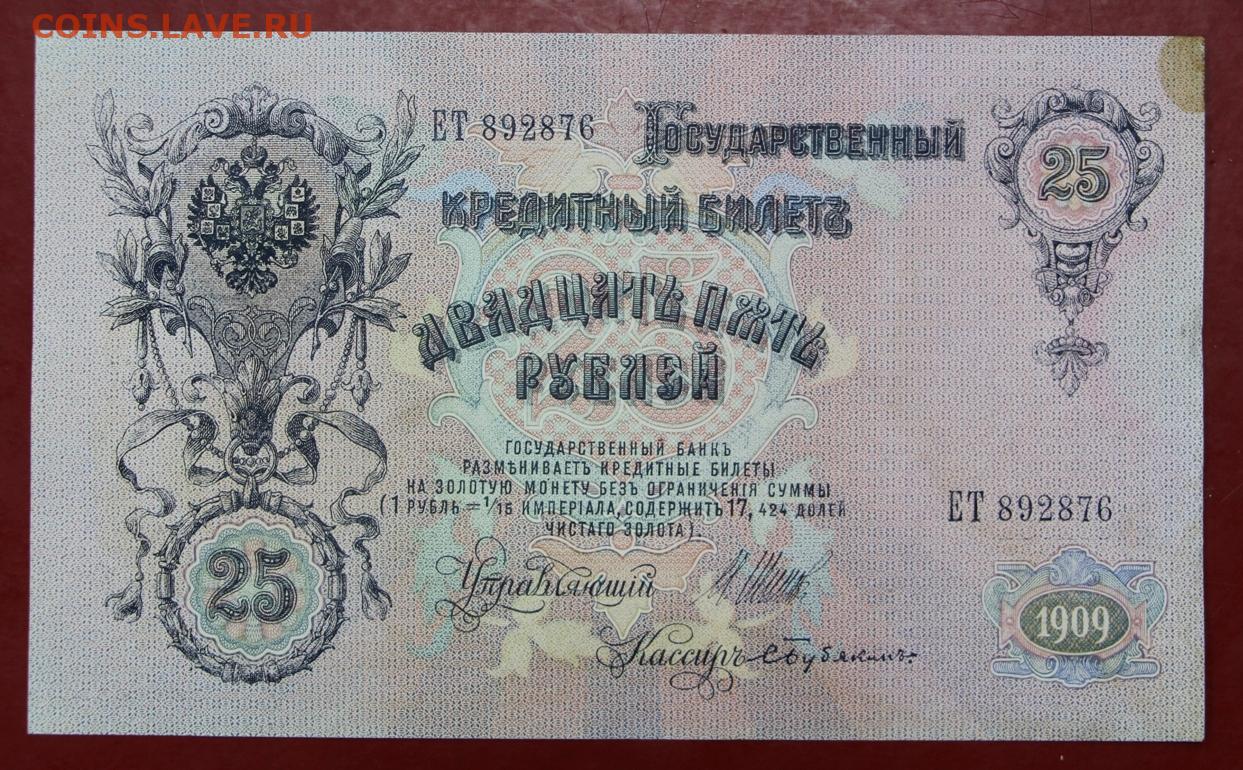 COINS.LAVE.RU
ЕТ 892876
ГОСУДАРСТВЕННЫЙ
25
КРЕДИТНЫЙ БИЛЕТЪ
ДВАДЦАТЬ ПЯТЬ
РУБЛЕЙ
ГОСУДАРСТВЕННЫЙ БАНКЪ
РАЗМѢНИВАЕТЪ КРЕДИТНЫЕ БИЛЕТЫ
НА ЗОЛОТУЮ МОНЕТУ БЕЗЪ ОГРАНИЧЕНІЯ СУММЫ
(1 РУБЛЬ = 1/15 ИМПЕРІАЛА, СОДЕРЖИТЪ 17, 424 ДОЛЕЙ
ЧИСТАГО ЗОЛОТА).
ЕТ 892876
25
Управляющій
Кассиръ
1909
25